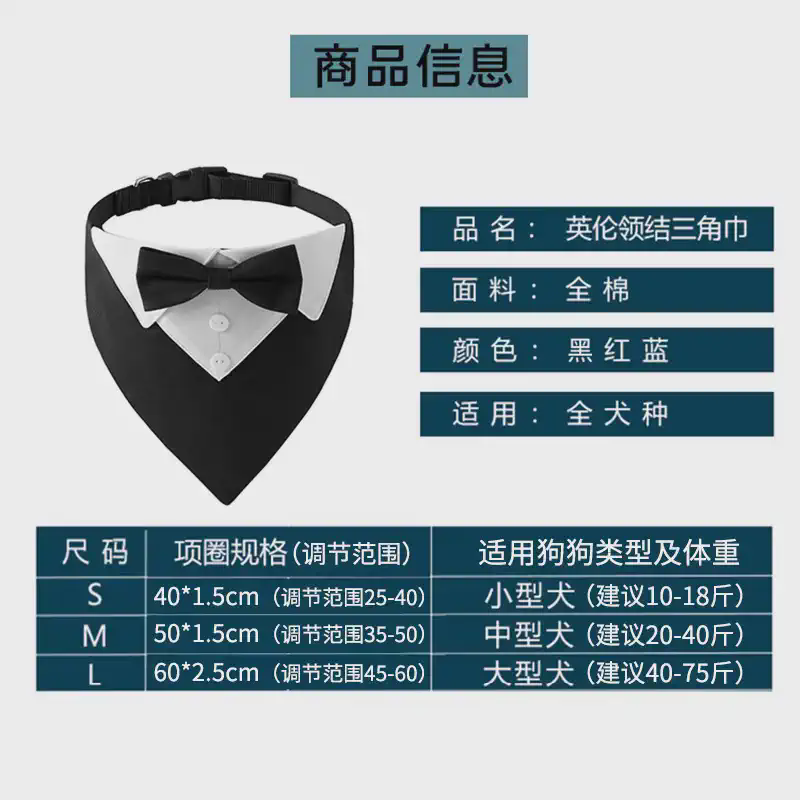 商品信息
品名：英伦领结三角巾
面料：全棉
颜色：黑红蓝
适用：全犬种
尺码 项圈规格(调节范围) 适用狗狗类型及体重
S 40*1.5cm（调节范围25-40） 小型犬（建议10-18斤）
M 50*1.5cm（调节范围35-50） 中型犬（建议20-40斤）
L 60*2.5cm（调节范围45-60） 大型犬（建议40-75斤）